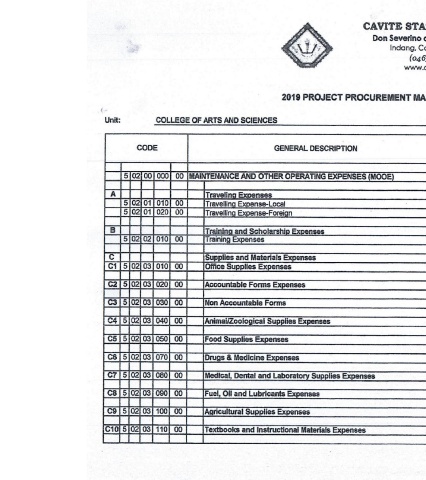 CAVITE STA
Don Severino
Indang, Ca
(046
www.c
2019 PROJECT PROCUREMENT MA
Unit: COLLEGE OF ARTS AND SCIENCES
CODE GENERAL DESCRIPTION
5 02 00 000 00 MAINTENANCE AND OTHER OPERATING EXPENSES (MOOE)
A Travelling Expenses
5 02 01 010 00 Travelling Expense-Local
5 02 01 020 00 Travelling Expense-Foreign
B Training and Scholarship Expenses
5 02 02 010 00 Training Expenses
C Supplies and Materials Expenses
C1 5 02 03 010 00 Office Supplies Expenses
C2 5 02 03 020 00 Accountable Forms Expenses
C3 5 02 03 030 00 Non Accountable Forms
C4 5 02 03 040 00 Animal/Zoological Supplies Expenses
C5 5 02 03 050 00 Food Supplies Expenses
C6 5 02 03 070 00 Drugs & Medicine Expenses
C7 5 02 03 080 00 Medical, Dental and Laboratory Supplies Expenses
C8 5 02 03 090 00 Fuel, Oil and Lubricants Expenses
C9 5 02 03 100 00 Agricultural Supplies Expenses
C10 5 02 03 110 00 Textbooks and Instructional Materials Expenses